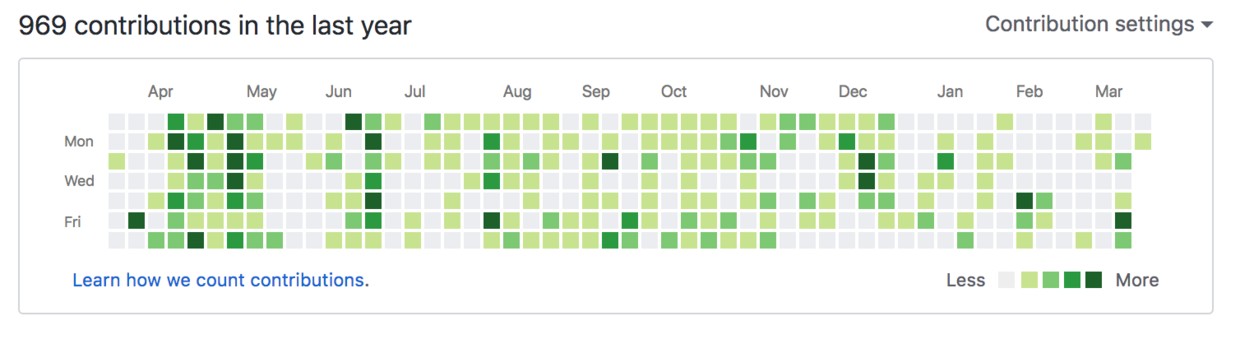 969 contributions in the last year
Contribution settings
Apr May Jun Jul Aug Sep Oct Nov Dec Jan Feb Mar
Mon
Wed
Fri
Learn how we count contributions.
Less More